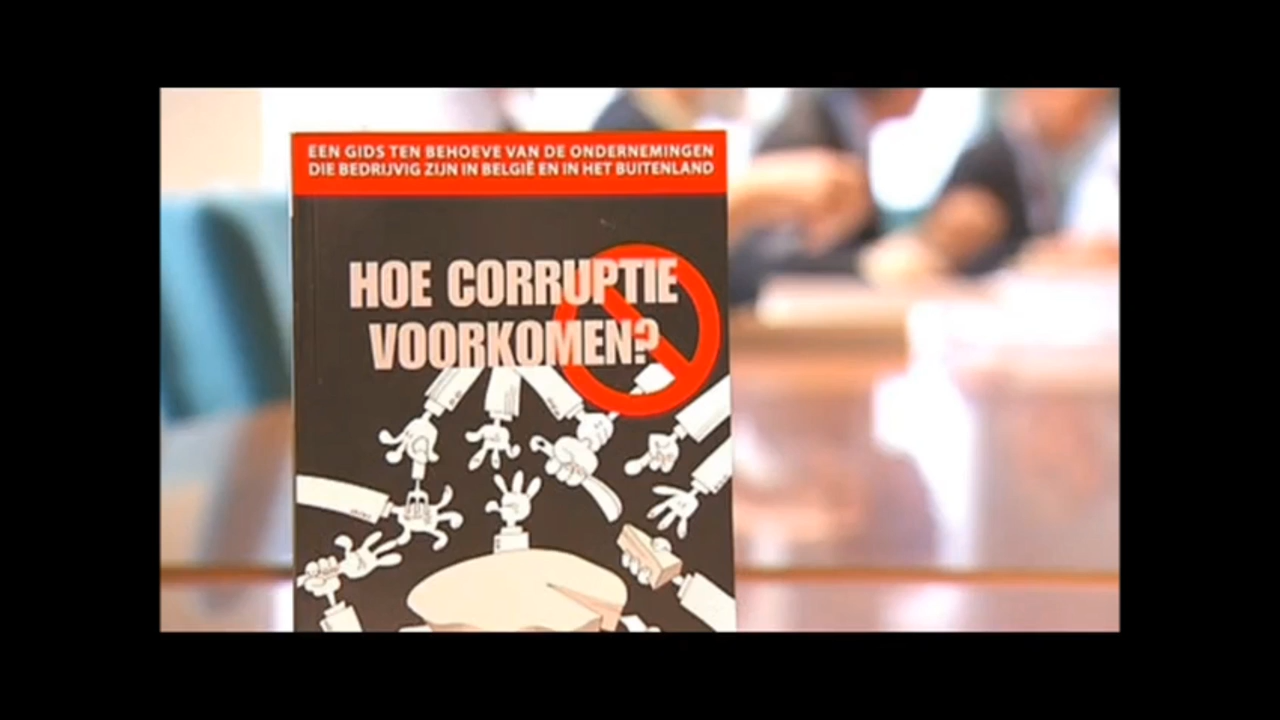 EEN GIDS TEN BEHOEVE VAN DE ONDERNEMINGEN
DIE BEDRIJVIG ZIJN IN BELGIË EN IN HET BUITENLAND
HOE CORRUPTIE
VOORKOMEN?